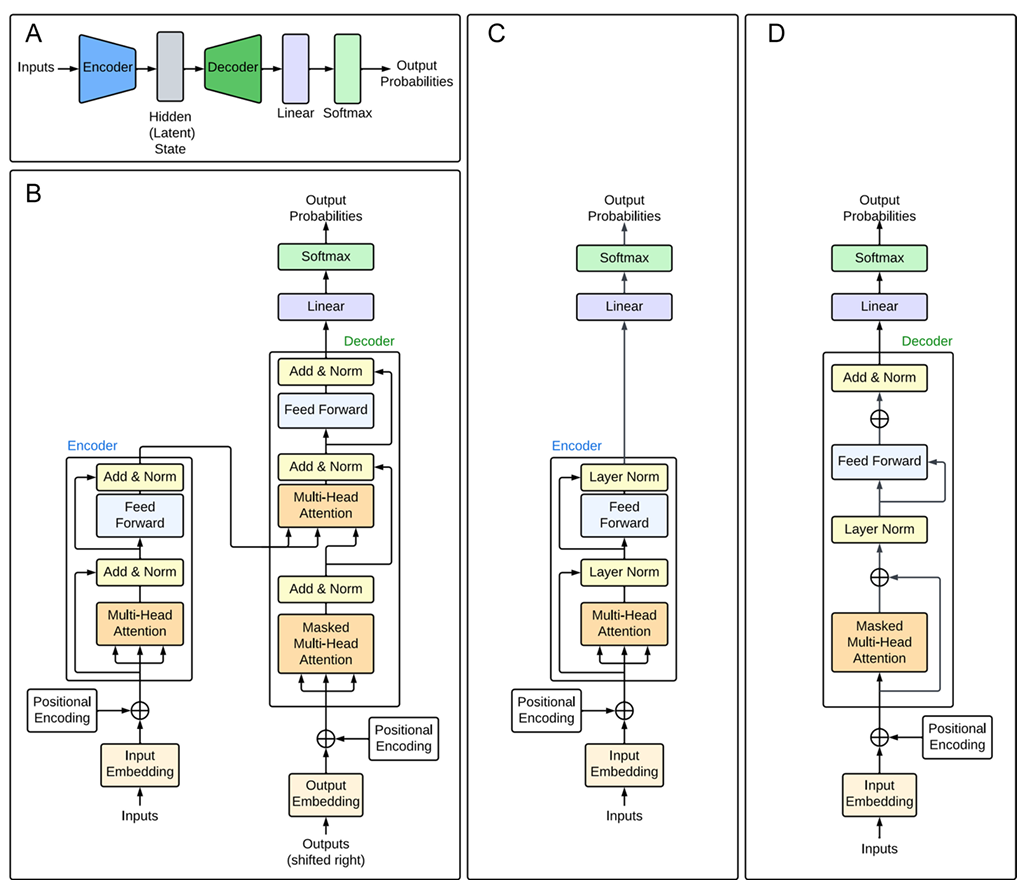 A
Inputs
Encoder
Decoder
Output
Probabilities
Hidden
(Latent)
State
Linear
Softmax
B
Output
Probabilities
Softmax
Linear
Decoder
Add & Norm
Feed Forward
Add & Norm
Multi-Head
Attention
Add & Norm
Masked
Multi-Head
Attention
Positional
Encoding
Output
Embedding
Outputs
(shifted right)
Encoder
Add & Norm
Feed
Forward
Add & Norm
Multi-Head
Attention
Positional
Encoding
Input
Embedding
Inputs
C
Output
Probabilities
Softmax
Linear
Encoder
Layer Norm
Feed
Forward
Layer Norm
Multi-Head
Attention
Positional
Encoding
Input
Embedding
Inputs
D
Output
Probabilities
Softmax
Linear
Decoder
Add & Norm
Feed Forward
Layer Norm
Masked
Multi-Head
Attention
Positional
Encoding
Input
Embedding
Inputs